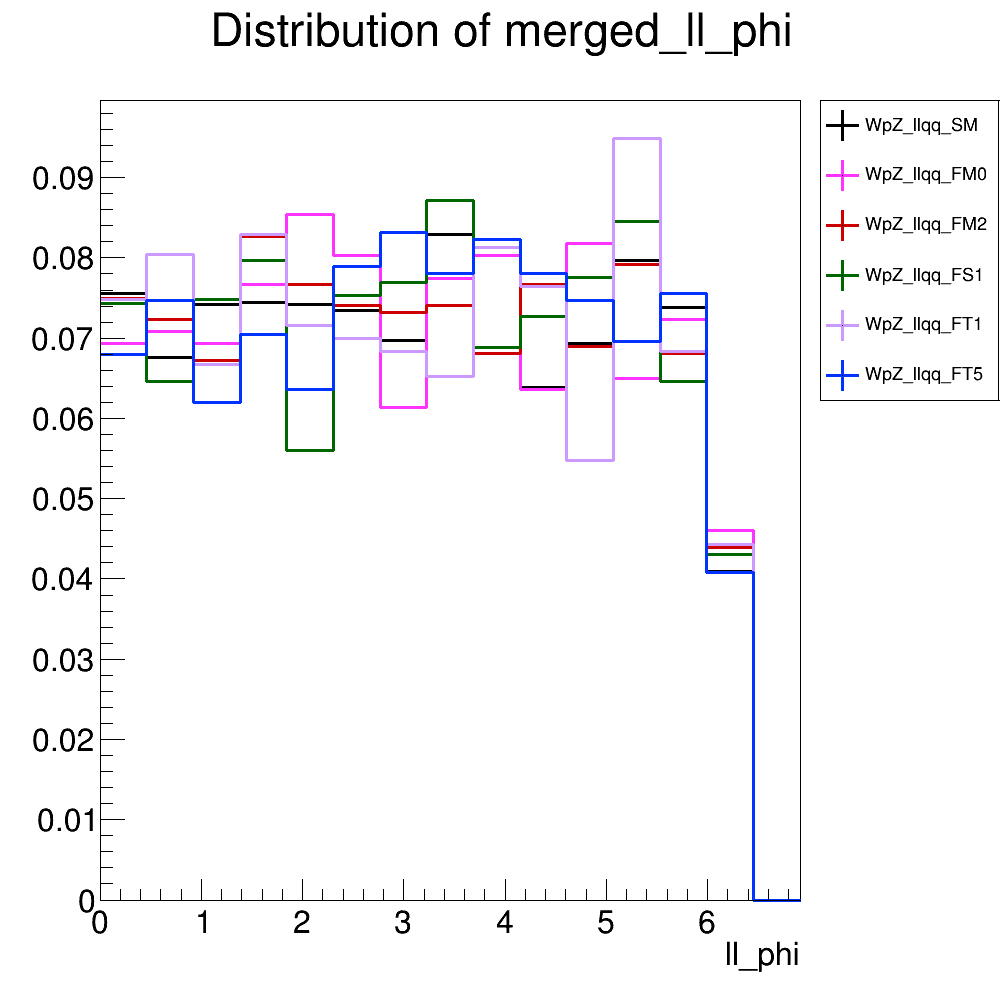 Distribution of merged_ll_phi
0.09
0.08
0.07
0.06
0.05
0.04
0.03
0.02
0.01
0
0 1 2 3 4 5 6
ll_phi
WpZ_llqq_SM
WpZ_llqq_FM0
WpZ_llqq_FM2
WpZ_llqq_FS1
WpZ_llqq_FT1
WpZ_llqq_FT5